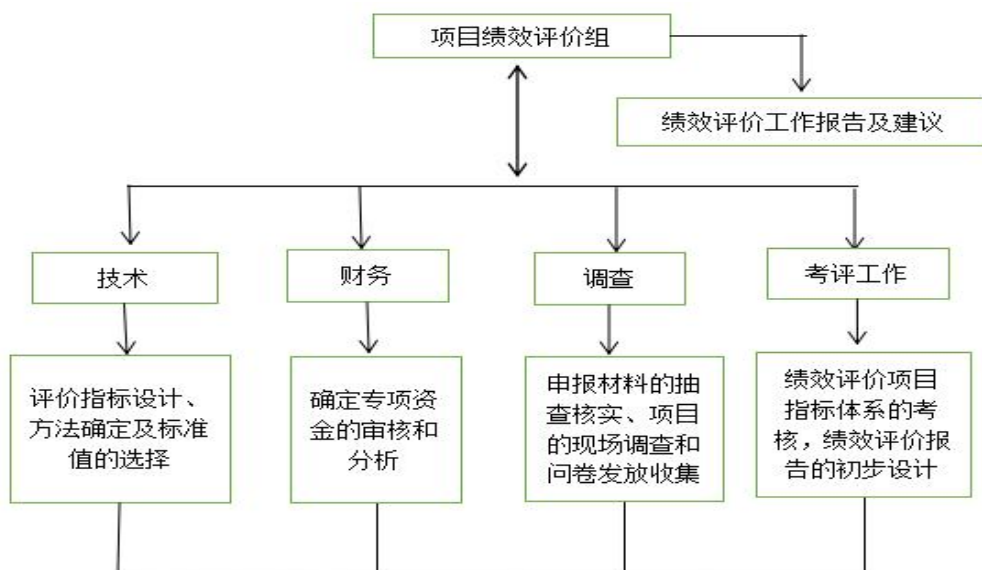 项目绩效评价组
绩效评价工作报告及建议
技术
财务
调查
考评工作
评价指标设计、
方法确定及标准
值的选择
确定专项资
金的审核和
分析
申报材料的抽
查核实、项目
的现场调查和
问卷发放收集
绩效评价项目
指标体系的考
核，绩效评价报
告的初步设计